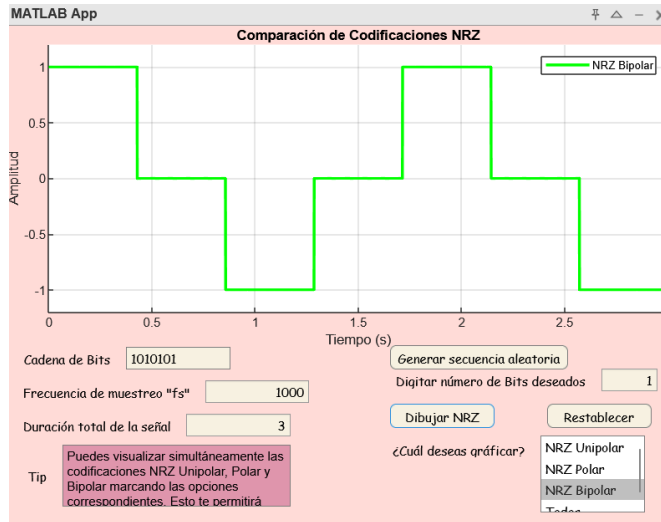 MATLAB App
Comparación de Codificaciones NRZ
NRZ Bipolar
1
0.5
0
-0.5
-1
Amplitud
0 0.5 1 1.5 2 2.5
Tiempo (s)
Cadena de Bits 1010101
Generar secuencia aleatoria
Frecuencia de muestreo "fs" 1000
Digitar número de Bits deseados 1
Duración total de la señal 3
Dibujar NRZ
Restablecer
Tip
Puedes visualizar simultáneamente las
codificaciones NRZ Unipolar, Polar y
Bipolar marcando las opciones
correspondientes. Esto te permitirá
¿Cuál deseas gráficar?
NRZ Unipolar
NRZ Polar
NRZ Bipolar
Todos